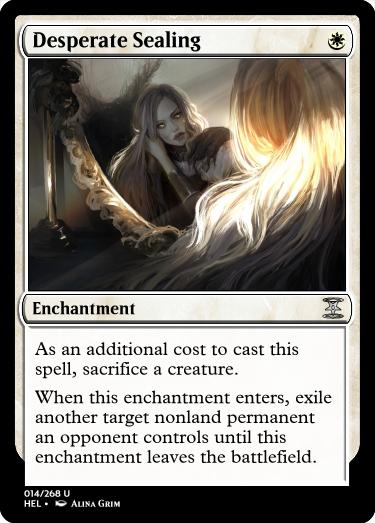 Desperate Sealing
Enchantment
As an additional cost to cast this
spell, sacrifice a creature.
When this enchantment enters, exile
another target nonland permanent
an opponent controls until this
enchantment leaves the battlefield.
014/268 U
HEL • Alina Grim